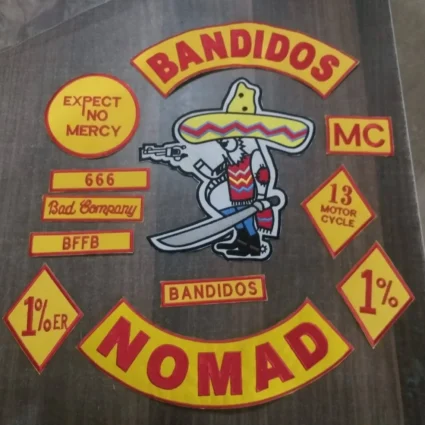 BANDIDOS
EXPECT
NO
MERCY
MC
666
Bad Company
BFFB
13
MOTOR
CYCLE
BANDIDOS
1%ER
1%
NOMAD